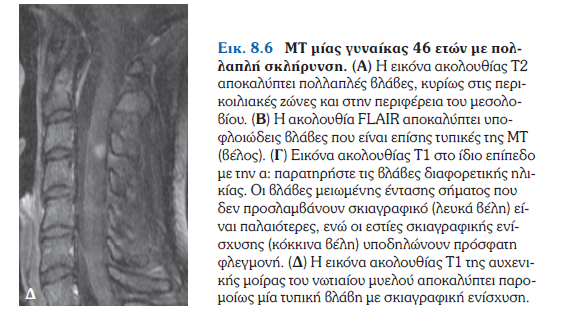 Εικ. 8.6 ΜΤ μίας γυναίκας 46 ετών με πολ-
λαπλή σκλήρυνση. (Α) Η εικόνα ακολουθίας Τ2
αποκαλύπτει πολλαπλές βλάβες, κυρίως στις περι-
κοιλιακές ζώνες και στην περιφέρεια του μεσολο-
βίου. (Β) Η ακολουθία FLAIR αποκαλύπτει υπο-
φλοιώδεις βλάβες που είναι επίσης τυπικές της ΜΤ
(βέλος). (Γ) Εικόνα ακολουθίας Τ1 στο ίδιο επίπεδο
με την α: παρατηρήστε τις βλάβες διαφορετικής ηλι-
κίας. Οι βλάβες μειωμένης έντασης σήματος που
δεν προσλαμβάνουν σκιαγραφικό (λευκά βέλη) εί-
ναι παλαιότερες, ενώ οι εστίες σκιαγραφικής ενί-
σχυσης (κόκκινα βέλη) υποδηλώνουν πρόσφατη
φλεγμονή. (Δ) Η εικόνα ακολουθίας Τ1 της αυχενι-
κής μοίρας του νωτιαίου μυελού αποκαλύπτει παρο-
μοίως μία τυπική βλάβη με σκιαγραφική ενίσχυση.
Δ